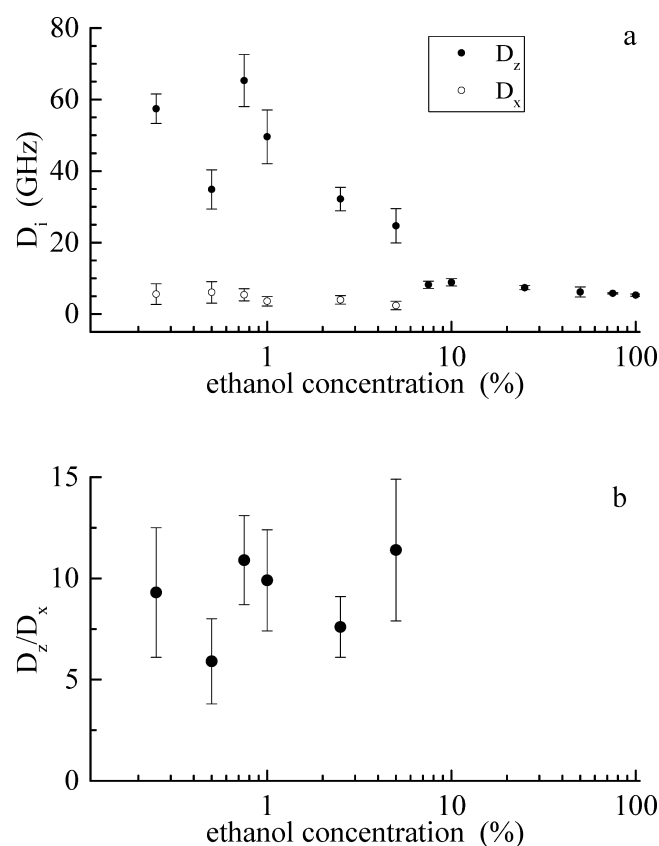 a
80
60
40
20
0
D_i (GHz)
D_z
D_x
1
10
100
ethanol concentration (%)
b
15
10
5
0
D_z/D_x
1
10
100
ethanol concentration (%)